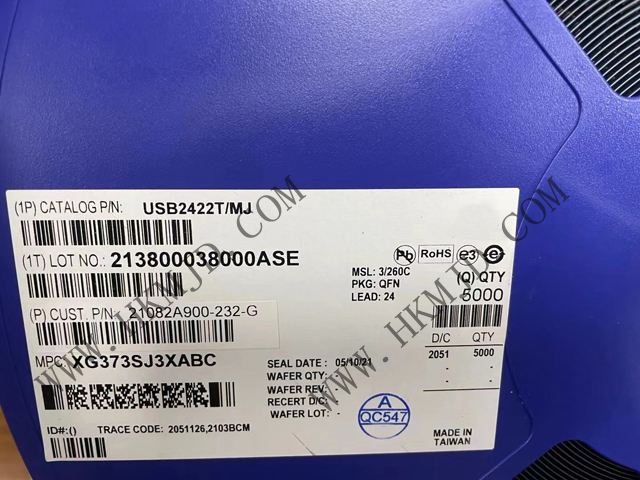 (1P) CATALOG P/N: USB2422T/MJ
(1T) LOT NO.: 213800038000ASE
Pb RoHS e3 e
MSL: 3/260C
PKG: QFN
LEAD: 24
(Q) QTY
5000
(P) CUST. P/N 21082A900-232-G
D/C QTY
2051 5000
- -
- -
MPC: XG373SJ3XABC
SEAL DATE : 05/10/21
WAFER QTY: -
WAFER REV: -
RECERT D/C: -
WAFER LOT: -
A
QC547
MADE IN
TAIWAN
ID#:() TRACE CODE: 2051126,2103BCM
WWW.HKMJD.COM
WWW.HKMJD.COM